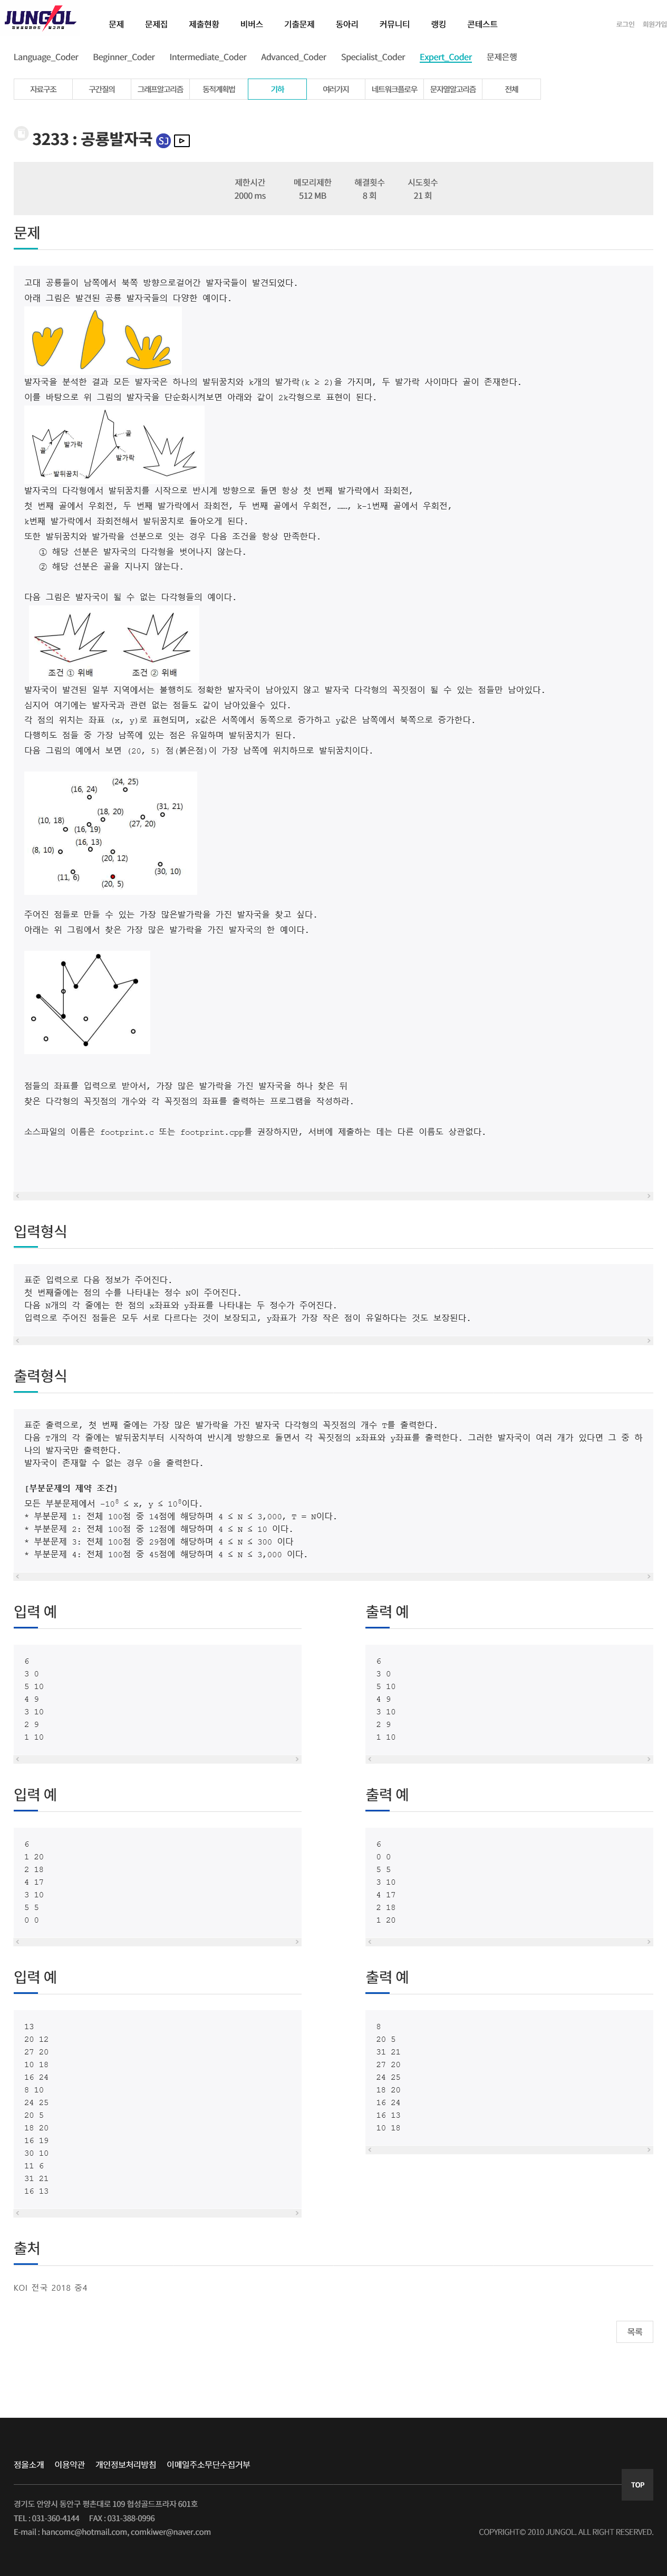 JUNGOL
문제
문제집
제출현황
비버스
기출문제
동아리
커뮤니티
랭킹
콘테스트
로그인
회원가입
Language_Coder
Beginner_Coder
Intermediate_Coder
Advanced_Coder
Specialist_Coder
Expert_Coder
문제은행
자료구조
구간질의
그래프알고리즘
동적계획법
기하
여러가지
네트워크플로우
문자열알고리즘
전체
3233 : 공룡발자국 SJ
제한시간
2000 ms
메모리제한
512 MB
해결횟수
8 회
시도횟수
21 회
문제
고대 공룡들이 남쪽에서 북쪽 방향으로걸어간 발자국들이 발견되었다.
아래 그림은 발견된 공룡 발자국들의 다양한 예이다.
발자국을 분석한 결과 모든 발자국은 하나의 발뒤꿈치와 k개의 발가락(k ≥ 2)을 가지며, 두 발가락 사이마다 골이 존재한다.
이를 바탕으로 위 그림의 발자국을 단순화시켜보면 아래와 같이 2k각형으로 표현이 된다.
골
발가락
골
발가락
발뒤꿈치
발자국의 다각형에서 발뒤꿈치를 시작으로 반시계 방향으로 돌면 항상 첫 번째 발가락에서 좌회전,
첫 번째 골에서 우회전, 두 번째 발가락에서 좌회전, 두 번째 골에서 우회전, ……, k-1번째 골에서 우회전,
k번째 발가락에서 좌회전해서 발뒤꿈치로 돌아오게 된다.
또한 발뒤꿈치와 발가락을 선분으로 잇는 경우 다음 조건을 항상 만족한다.
① 해당 선분은 발자국의 다각형을 벗어나지 않는다.
② 해당 선분은 골을 지나지 않는다.
다음 그림은 발자국이 될 수 없는 다각형들의 예이다.
조건 ① 위배
조건 ② 위배
발자국이 발견된 일부 지역에서는 불행히도 정확한 발자국이 남아있지 않고 발자국 다각형의 꼭짓점이 될 수 있는 점들만 남아있다.
심지어 여기에는 발자국과 관련 없는 점들도 같이 남아있을수 있다.
각 점의 위치는 좌표 (x, y)로 표현되며, x값은 서쪽에서 동쪽으로 증가하고 y값은 남쪽에서 북쪽으로 증가한다.
다행히도 점들 중 가장 남쪽에 있는 점은 유일하며 발뒤꿈치가 된다.
다음 그림의 예에서 보면 (20, 5) 점(붉은점)이 가장 남쪽에 위치하므로 발뒤꿈치이다.
(24, 25)
(16, 24)
(31, 21)
(18, 20)
(10, 18)
(27, 20)
(16, 19)
(16, 13)
(8, 10)
(20, 12)
(30, 10)
(11, 6)
(20, 5)
주어진 점들로 만들 수 있는 가장 많은발가락을 가진 발자국을 찾고 싶다.
아래는 위 그림에서 찾은 가장 많은 발가락을 가진 발자국의 한 예이다.
점들의 좌표를 입력으로 받아서, 가장 많은 발가락을 가진 발자국을 하나 찾은 뒤
찾은 다각형의 꼭짓점의 개수와 각 꼭짓점의 좌표를 출력하는 프로그램을 작성하라.
소스파일의 이름은 footprint.c 또는 footprint.cpp를 권장하지만, 서버에 제출하는 데는 다른 이름도 상관없다.
입력형식
표준 입력으로 다음 정보가 주어진다.
첫 번째줄에는 점의 수를 나타내는 정수 N이 주어진다.
다음 N개의 각 줄에는 한 점의 x좌표와 y좌표를 나타내는 두 정수가 주어진다.
입력으로 주어진 점들은 모두 서로 다르다는 것이 보장되고, y좌표가 가장 작은 점이 유일하다는 것도 보장된다.
출력형식
표준 출력으로, 첫 번째 줄에는 가장 많은 발가락을 가진 발자국 다각형의 꼭짓점의 개수 T를 출력한다.
다음 T개의 각 줄에는 발뒤꿈치부터 시작하여 반시계 방향으로 돌면서 각 꼭짓점의 x좌표와 y좌표를 출력한다. 그러한 발자국이 여러 개가 있다면 그 중 하
나의 발자국만 출력한다.
발자국이 존재할 수 없는 경우 0을 출력한다.
[부분문제의 제약 조건]
모든 부분문제에서 -10⁸ ≤ x, y ≤ 10⁸이다.
* 부분문제 1: 전체 100점 중 14점에 해당하며 4 ≤ N ≤ 3,000, T = N이다.
* 부분문제 2: 전체 100점 중 12점에 해당하며 4 ≤ N ≤ 10 이다.
* 부분문제 3: 전체 100점 중 29점에 해당하며 4 ≤ N ≤ 300 이다
* 부분문제 4: 전체 100점 중 45점에 해당하며 4 ≤ N ≤ 3,000 이다.
입력 예
6
3 0
5 10
4 9
3 10
2 9
1 10
출력 예
6
3 0
5 10
4 9
3 10
2 9
1 10
입력 예
6
1 20
2 18
4 17
3 10
5 5
0 0
출력 예
6
0 0
5 5
3 10
4 17
2 18
1 20
입력 예
13
20 12
27 20
10 18
16 24
8 10
24 25
20 5
18 20
16 19
30 10
11 6
31 21
16 13
출력 예
8
20 5
31 21
27 20
24 25
18 20
16 24
16 13
10 18
출처
KOI 전국 2018 중4
목록
정올소개
이용약관
개인정보처리방침
이메일주소무단수집거부
TOP
경기도 안양시 동안구 평촌대로 109 협성골드프라자 601호
TEL : 031-360-4144 FAX : 031-388-0996
E-mail : hancomc@hotmail.com, comkiwer@naver.com
COPYRIGHT© 2010 JUNGOL. ALL RIGHT RESERVED.